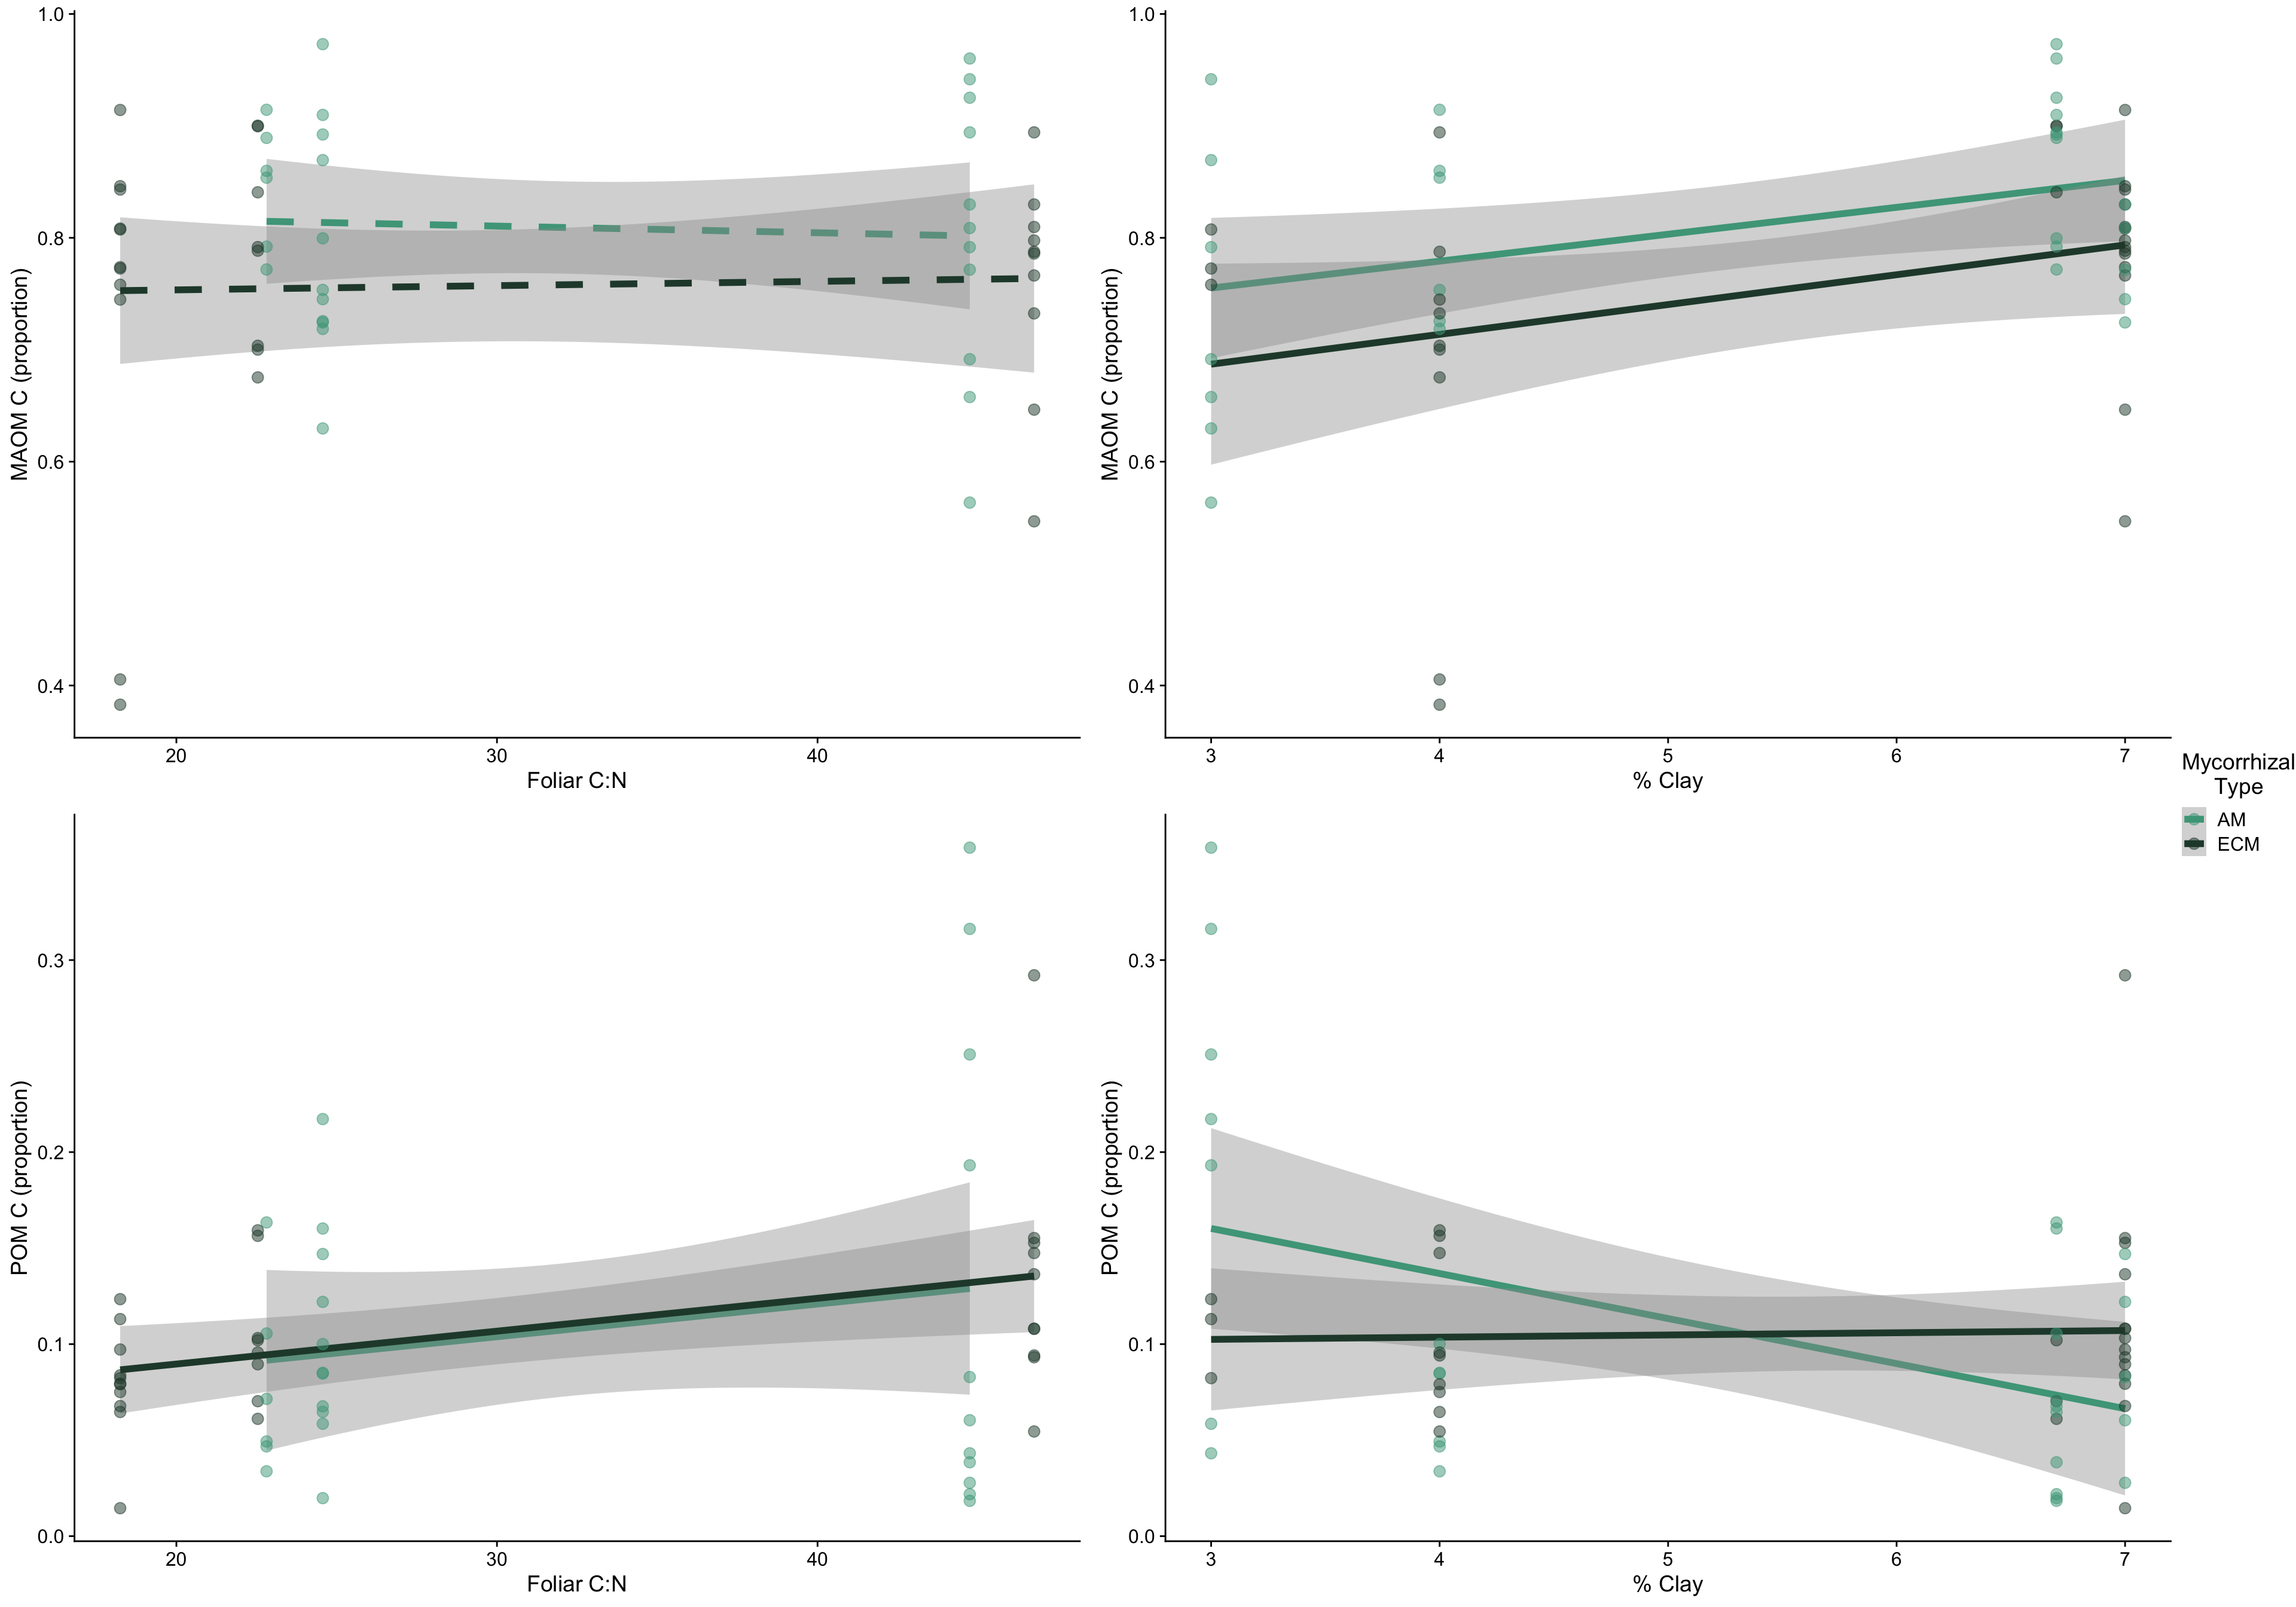 1.0
0.8
0.6
0.4
MAOM C (proportion)
20
30
40
Foliar C:N
1.0
0.8
0.6
0.4
MAOM C (proportion)
3
4
5
6
7
% Clay
0.3
0.2
0.1
0.0
POM C (proportion)
20
30
40
Foliar C:N
0.3
0.2
0.1
0.0
POM C (proportion)
3
4
5
6
7
% Clay
Mycorrhizal
Type
AM
ECM